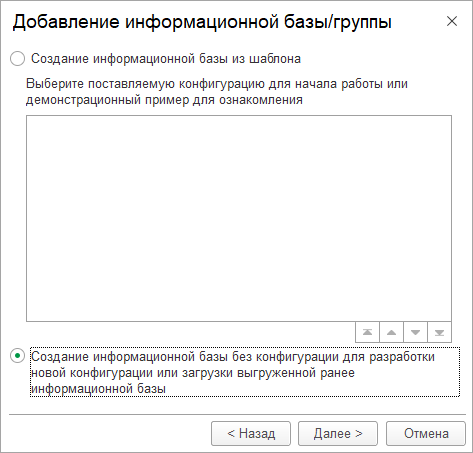 Добавление информационной базы/группы
Создание информационной базы из шаблона
Выберите поставляемую конфигурацию для начала работы или
демонстрационный пример для ознакомления
Создание информационной базы без конфигурации для разработки
новой конфигурации или загрузки выгруженной ранее
информационной базы
< Назад
Далее >
Отмена